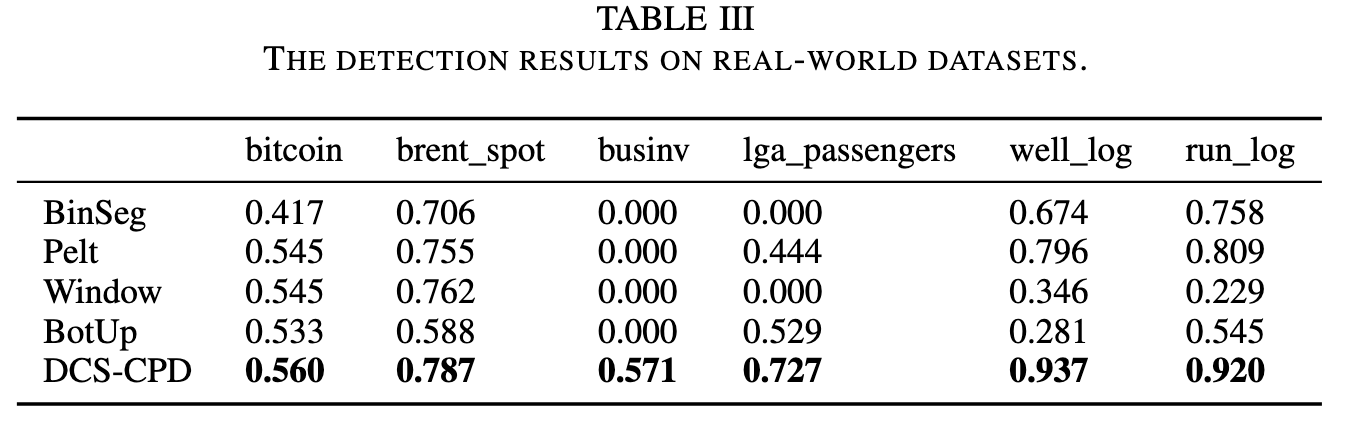 TABLE III
THE DETECTION RESULTS ON REAL-WORLD DATASETS.
bitcoin brent_spot businv lga_passengers well_log run_log
BinSeg 0.417 0.706 0.000 0.000 0.674 0.758
Pelt 0.545 0.755 0.000 0.444 0.796 0.809
Window 0.545 0.762 0.000 0.000 0.346 0.229
BotUp 0.533 0.588 0.000 0.529 0.281 0.545
DCS-CPD 0.560 0.787 0.571 0.727 0.937 0.920